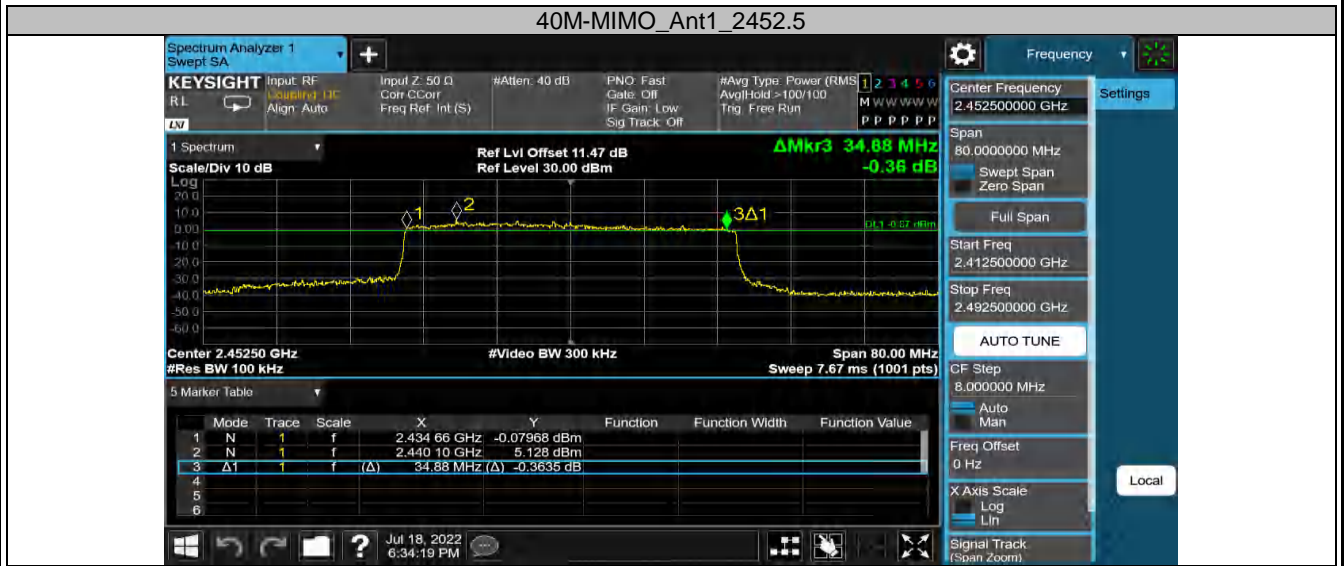 40M-MIMO_Ant1_2452.5
Spectrum Analyzer 1
Swept SA
+
Frequency
KEYSIGHT
RL
LXI
Input: RF
Coupling: DC
Align: Auto
Input Z: 50 Ω
Corr CCorr
Freq Ref: Int (S)
#Atten: 40 dB
PNO: Fast
Gate: Off
IF Gain: Low
Sig Track: Off
#Avg Type: Power (RMS
Avg|Hold:>100/100
Trig: Free Run
1 2 3 4 5 6
M W W W W W
P P P P P P
Center Frequency
2.452500000 GHz
Settings
Span
80.0000000 MHz
Swept Span
Zero Span
Full Span
Start Freq
2.412500000 GHz
Stop Freq
2.492500000 GHz
AUTO TUNE
CF Step
8.000000 MHz
Auto
Man
Freq Offset
0 Hz
X Axis Scale
Log
Lin
Signal Track
(Span Zoom)
Local
1 Spectrum
Scale/Div 10 dB
Ref Lvl Offset 11.47 dB
Ref Level 30.00 dBm
ΔMkr3 34.88 MHz
-0.36 dB
Log
20.0
10.0
0.00
-10.0
-20.0
-30.0
-40.0
-50.0
-60.0
1
2
3Δ1
DL1 -0.87 dBm
Center 2.45250 GHz
#Video BW 300 kHz
Span 80.00 MHz
#Res BW 100 kHz
Sweep 7.67 ms (1001 pts)
5 Marker Table
Mode Trace Scale X Y Function Function Width Function Value
1 N 1 f 2.434 66 GHz -0.07968 dBm
2 N 1 f 2.440 10 GHz 5.128 dBm
3 Δ1 1 f (Δ) 34.88 MHz (Δ) -0.3635 dB
4
5
6
?
Jul 18, 2022
6:34:19 PM